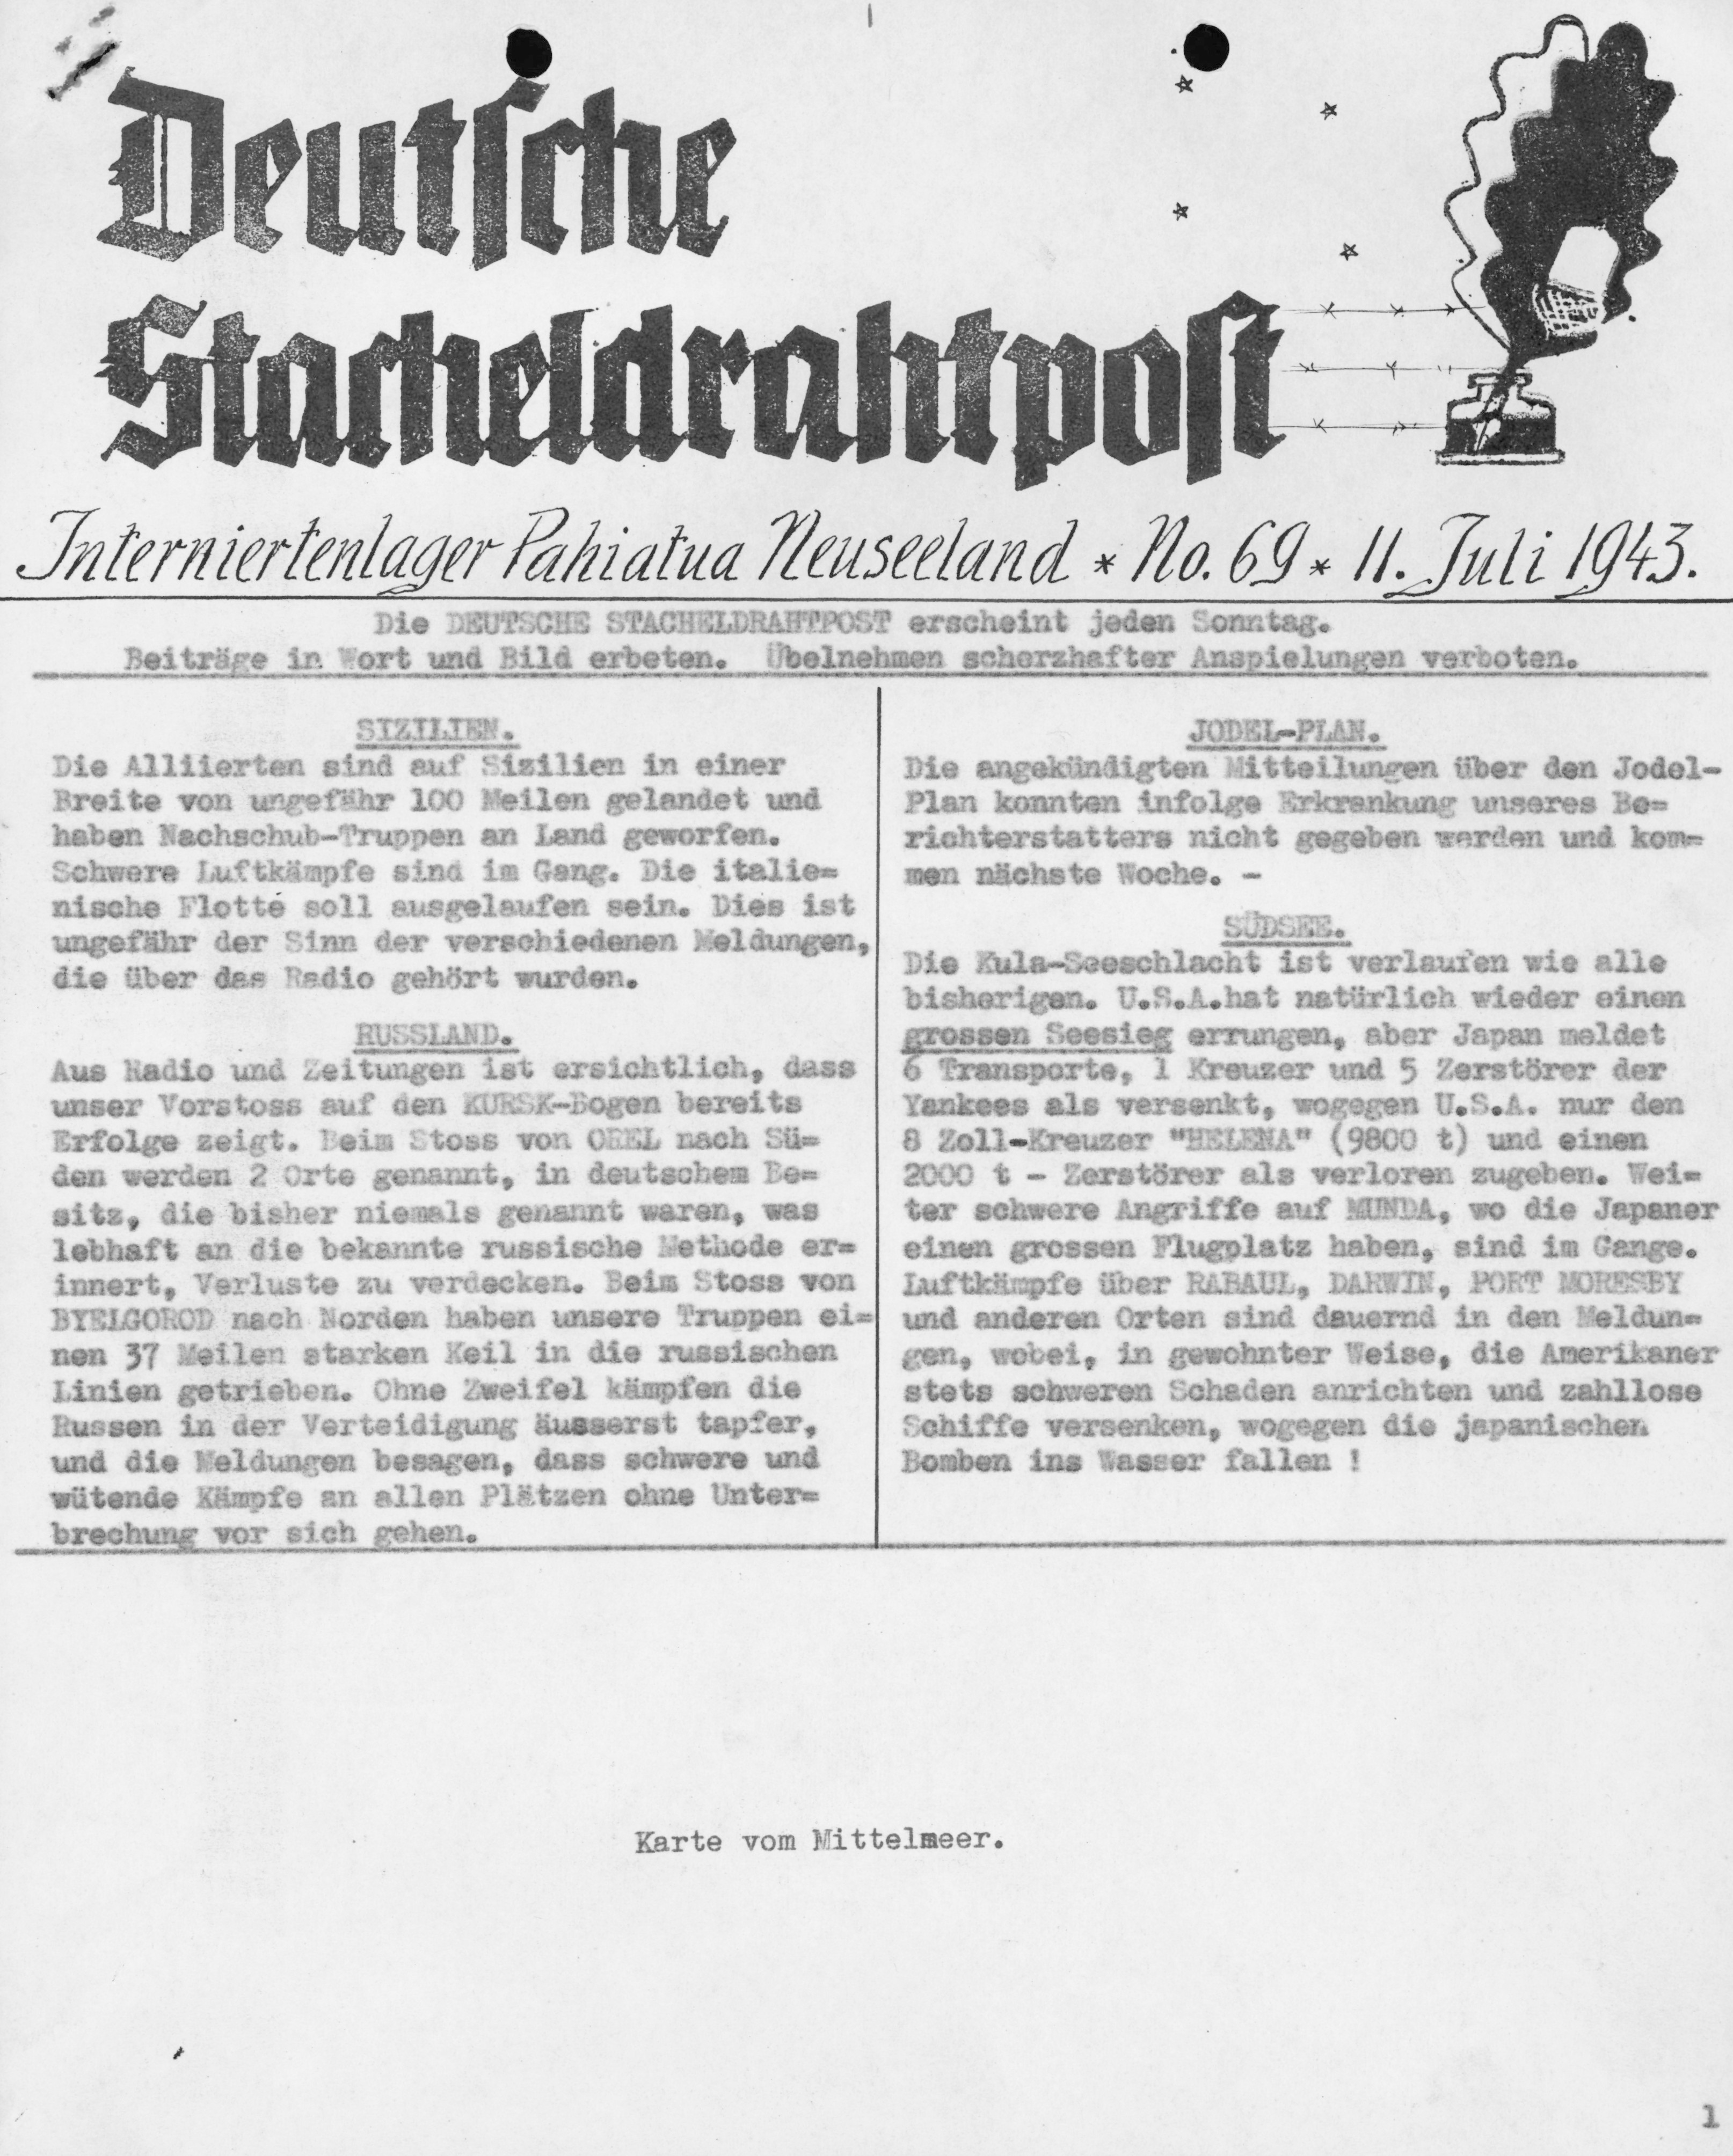 Deutsche
Stacheldrahtpost
Interniertenlager Pahiatua Neuseeland * No. 69 * 11. Juli 1943.
Die DEUTSCHE STACHELDRAHTPOST erscheint jeden Sonntag.
Beiträge in Wort und Bild erbeten. Übelnehmen scherzhafter Anspielungen verboten.
SIZILIEN.
Die Alliierten sind auf Sizilien in einer
Breite von ungefähr 100 Meilen gelandet und
haben Nachschub-Truppen an Land geworfen.
Schwere Luftkämpfe sind im Gang. Die italie=
nische Flotte soll ausgelaufen sein. Dies ist
ungefähr der Sinn der verschiedenen Meldungen,
die über das Radio gehört wurden.
RUSSLAND.
Aus Radio und Zeitungen ist ersichtlich, dass
unser Vorstoss auf den KURSK-Bogen bereits
Erfolge zeigt. Beim Stoss von OREL nach Sü=
den werden 2 Orte genannt, in deutschem Be=
sitz, die bisher niemals genannt waren, was
lebhaft an die bekannte russische Methode er=
innert, Verluste zu verdecken. Beim Stoss von
BYELGOROD nach Norden haben unsere Truppen ei=
nen 37 Meilen starken Keil in die russischen
Linien getrieben. Ohne Zweifel kämpfen die
Russen in der Verteidigung äusserst tapfer,
und die Meldungen besagen, dass schwere und
wütende Kämpfe an allen Plätzen ohne Unter=
brechung vor sich gehen.
JODEL-PLAN.
Die angekündigten Mitteilungen über den Jodel-
Plan konnten infolge Erkrankung unseres Be=
richterstatters nicht gegeben werden und kom=
men nächste Woche. -
SÜDSEE.
Die Kula-Seeschlacht ist verlaufen wie alle
bisherigen. U.S.A.hat natürlich wieder einen
grossen Seesieg errungen, aber Japan meldet
6 Transporte, 1 Kreuzer und 5 Zerstörer der
Yankees als versenkt, wogegen U.S.A. nur den
8 Zoll-Kreuzer "HELENA" (9800 t) und einen
2000 t - Zerstörer als verloren zugeben. Wei=
ter schwere Angriffe auf MUNDA, wo die Japaner
einen grossen Flugplatz haben, sind im Gange.
Luftkämpfe über RABAUL, DARWIN, PORT MORESBY
und anderen Orten sind dauernd in den Meldun=
gen, wobei, in gewohnter Weise, die Amerikaner
stets schweren Schaden anrichten und zahllose
Schiffe versenken, wogegen die japanischen
Bomben ins Wasser fallen !
Karte vom Mittelmeer.
1